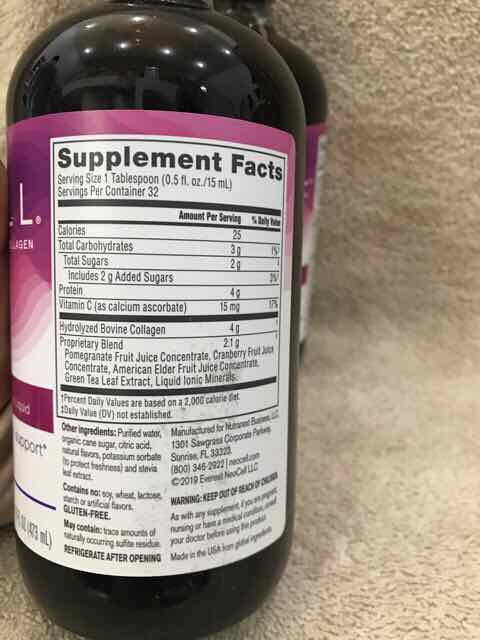 L L®
COLLAGEN
Supplement Facts
Serving Size 1 Tablespoon (0.5 fl. oz./15 mL)
Servings Per Container 32
Amount Per Serving % Daily Value
Calories 25
Total Carbohydrates 3 g 1%†
Total Sugars 2 g ‡
Includes 2 g Added Sugars 3%†
Protein 4 g
Vitamin C (as calcium ascorbate) 15 mg 17%
Hydrolyzed Bovine Collagen 4 g ‡
Proprietary Blend 2.1 g ‡
Pomegranate Fruit Juice Concentrate, Cranberry Fruit Juice
Concentrate, American Elder Fruit Juice Concentrate,
Green Tea Leaf Extract, Liquid Ionic Minerals.
†Percent Daily Values are based on a 2,000 calorie diet.
‡Daily Value (DV) not established.
Other ingredients: Purified water,
organic cane sugar, citric acid,
natural flavors, potassium sorbate
(to protect freshness) and stevia
leaf extract.
Contains no: soy, wheat, lactose,
starch or artificial flavors.
GLUTEN-FREE.
May contain: trace amounts of
naturally occurring sulfite residue.
REFRIGERATE AFTER OPENING
Manufactured for Nutraneed Business, LLC
1301 Sawgrass Corporate Parkway,
Sunrise, FL 33323
(800) 346-2922 | neocell.com
©2019 Everest NeoCell LLC
WARNING: KEEP OUT OF REACH OF CHILDREN
As with any supplement, if you are pregnant,
nursing or have a medical condition, consult
your doctor before using this product.
Made in the USA from global ingredients.
liquid
support*
fl oz (473 mL)